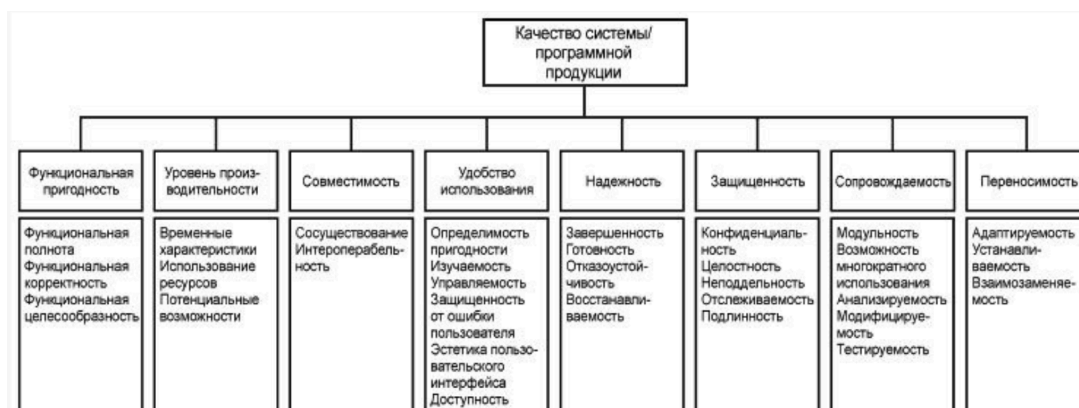 Качество системы/
программной
продукции
Функциональная
пригодность
Уровень произ-
водительности
Совместимость
Удобство
использования
Надежность
Защищенность
Сопровождаемость
Переносимость
Функциональная
полнота
Функциональная
корректность
Функциональная
целесообразность
Временные
характеристики
Использование
ресурсов
Потенциальные
возможности
Сосуществование
Интероперабель-
ность
Определимость
пригодности
Изучаемость
Управляемость
Защищенность
от ошибки
пользователя
Эстетика пользо-
вательского
интерфейса
Доступность
Завершенность
Готовность
Отказоустой-
чивость
Восстанавли-
ваемость
Конфиденциаль-
ность
Целостность
Неподдельность
Отслеживаемость
Подлинность
Модульность
Возможность
многократного
использования
Анализируемость
Модифицируе-
мость
Тестируемость
Адаптируемость
Устанавли-
ваемость
Взаимозаменяе-
мость